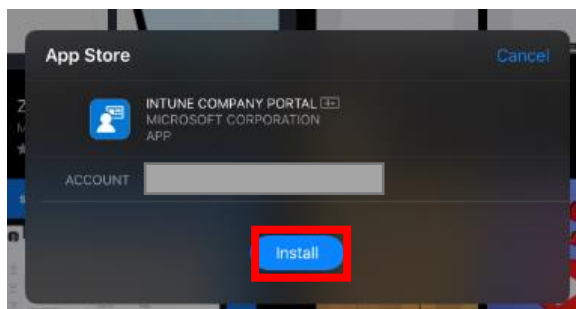 App Store
Cancel
INTUNE COMPANY PORTAL 4+
MICROSOFT CORPORATION
APP
ACCOUNT
Install